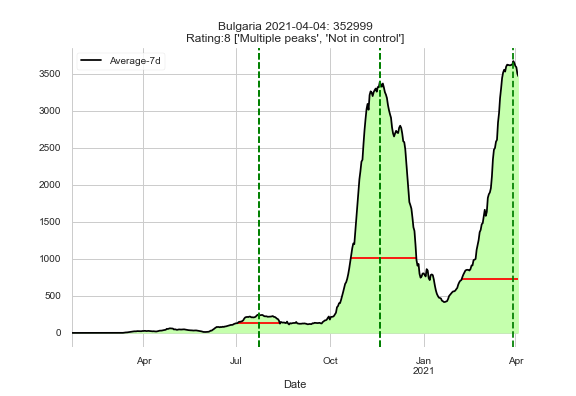 Bulgaria 2021-04-04: 352999
Rating:8 ['Multiple peaks', 'Not in control']
Average-7d
3500
3000
2500
2000
1500
1000
500
0
Apr
Jul
Oct
Jan
2021
Apr
Date